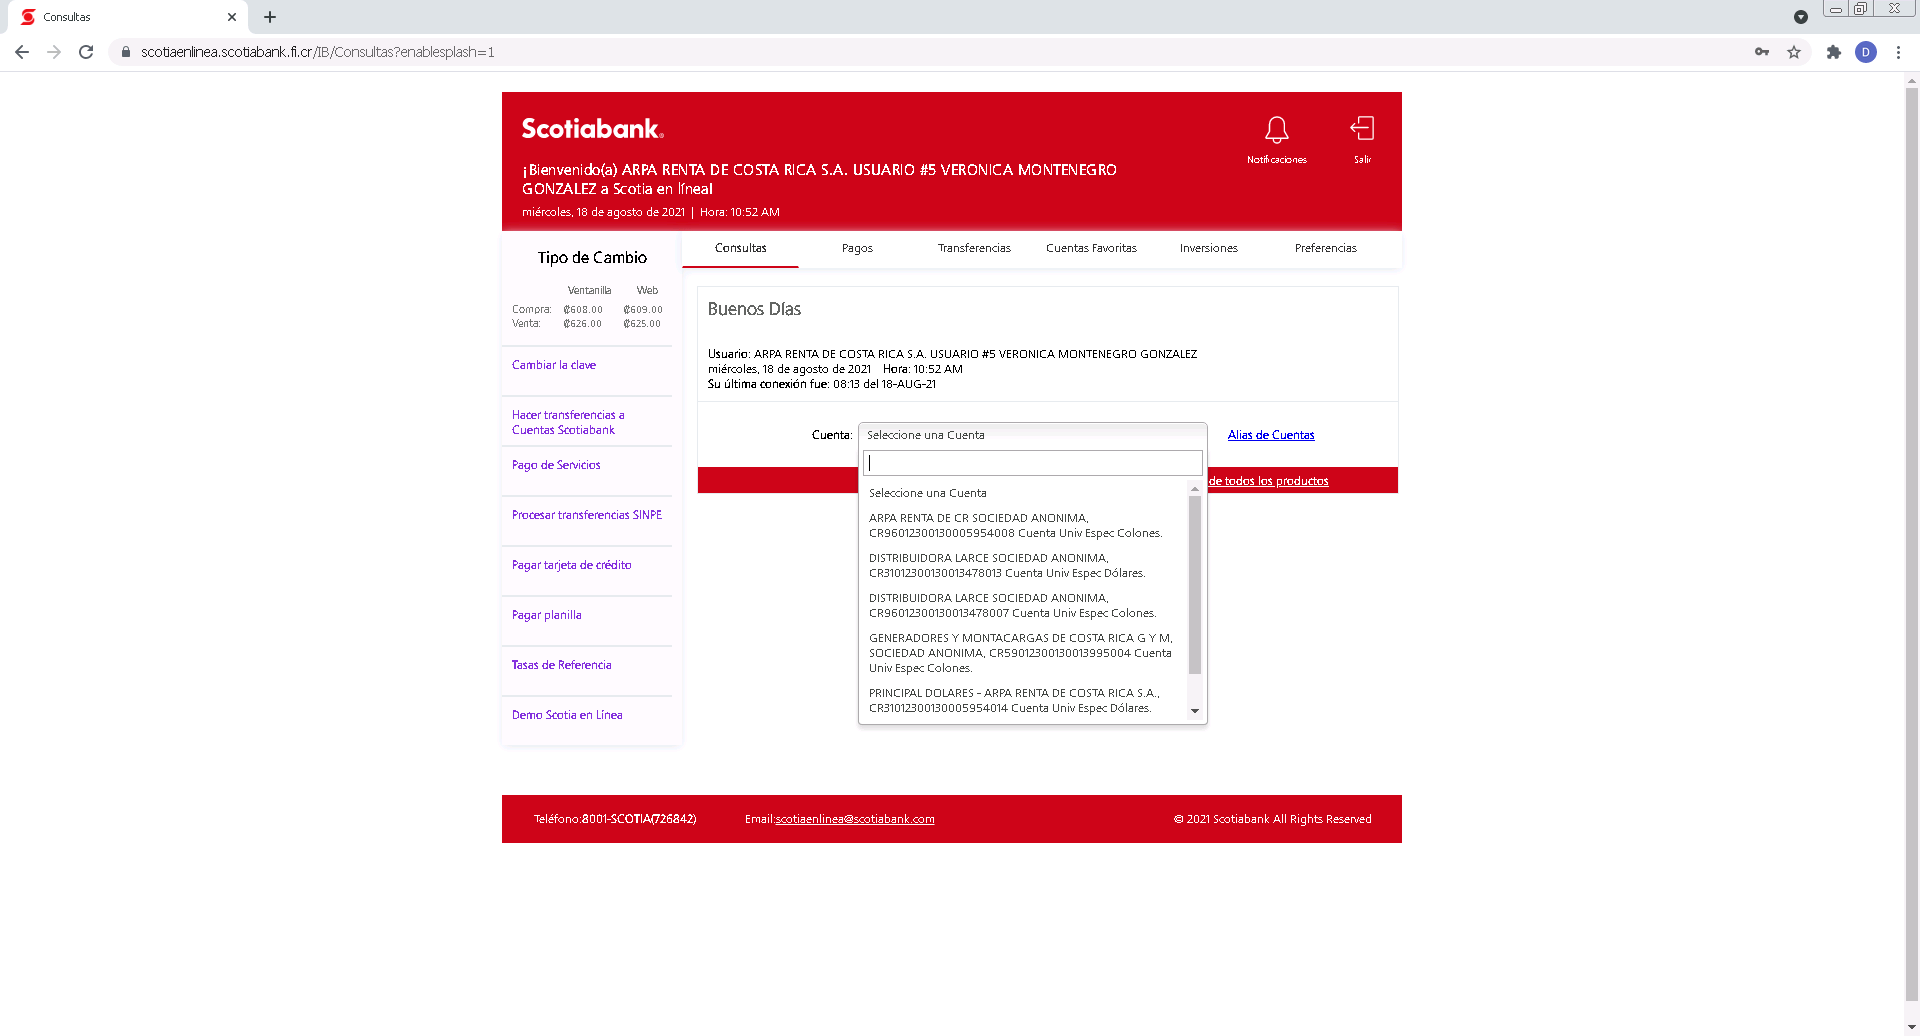 Consultas
scotiaenlinea.scotiabank.fi.cr/IB/Consultas?enablesplash=1
D
Scotiabank®
Notificaciones
Salir
¡Bienvenido(a) ARPA RENTA DE COSTA RICA S.A. USUARIO #5 VERONICA MONTENEGRO
GONZALEZ a Scotia en línea!
miércoles, 18 de agosto de 2021 | Hora: 10:52 AM
Tipo de Cambio
Ventanilla Web
Compra: ₡608.00 ₡609.00
Venta: ₡626.00 ₡625.00
Cambiar la clave
Hacer transferencias a
Cuentas Scotiabank
Pago de Servicios
Procesar transferencias SINPE
Pagar tarjeta de crédito
Pagar planilla
Tasas de Referencia
Demo Scotia en Línea
Consultas Pagos Transferencias Cuentas Favoritas Inversiones Preferencias
Buenos Días
Usuario: ARPA RENTA DE COSTA RICA S.A. USUARIO #5 VERONICA MONTENEGRO GONZALEZ
miércoles, 18 de agosto de 2021 Hora: 10:52 AM
Su última conexión fue: 08:13 del 18-AUG-21
Cuenta: Seleccione una Cuenta Alias de Cuentas
de todos los productos
Seleccione una Cuenta
ARPA RENTA DE CR SOCIEDAD ANONIMA,
CR96012300130005954008 Cuenta Univ Espec Colones.
DISTRIBUIDORA LARCE SOCIEDAD ANONIMA,
CR31012300130013478013 Cuenta Univ Espec Dólares.
DISTRIBUIDORA LARCE SOCIEDAD ANONIMA,
CR96012300130013478007 Cuenta Univ Espec Colones.
GENERADORES Y MONTACARGAS DE COSTA RICA G Y M,
SOCIEDAD ANONIMA, CR59012300130013995004 Cuenta
Univ Espec Colones.
PRINCIPAL DOLARES - ARPA RENTA DE COSTA RICA S.A.,
CR31012300130005954014 Cuenta Univ Espec Dólares.
Teléfono:8001-SCOTIA(726842) Email:scotiaenlinea@scotiabank.com © 2021 Scotiabank All Rights Reserved